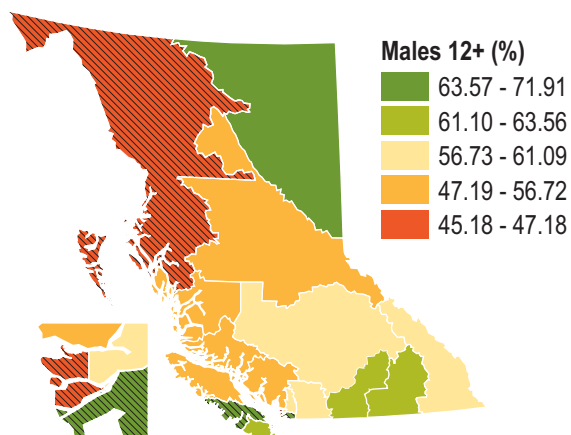 Males 12+ (%)
63.57 - 71.91
61.10 - 63.56
56.73 - 61.09
47.19 - 56.72
45.18 - 47.18